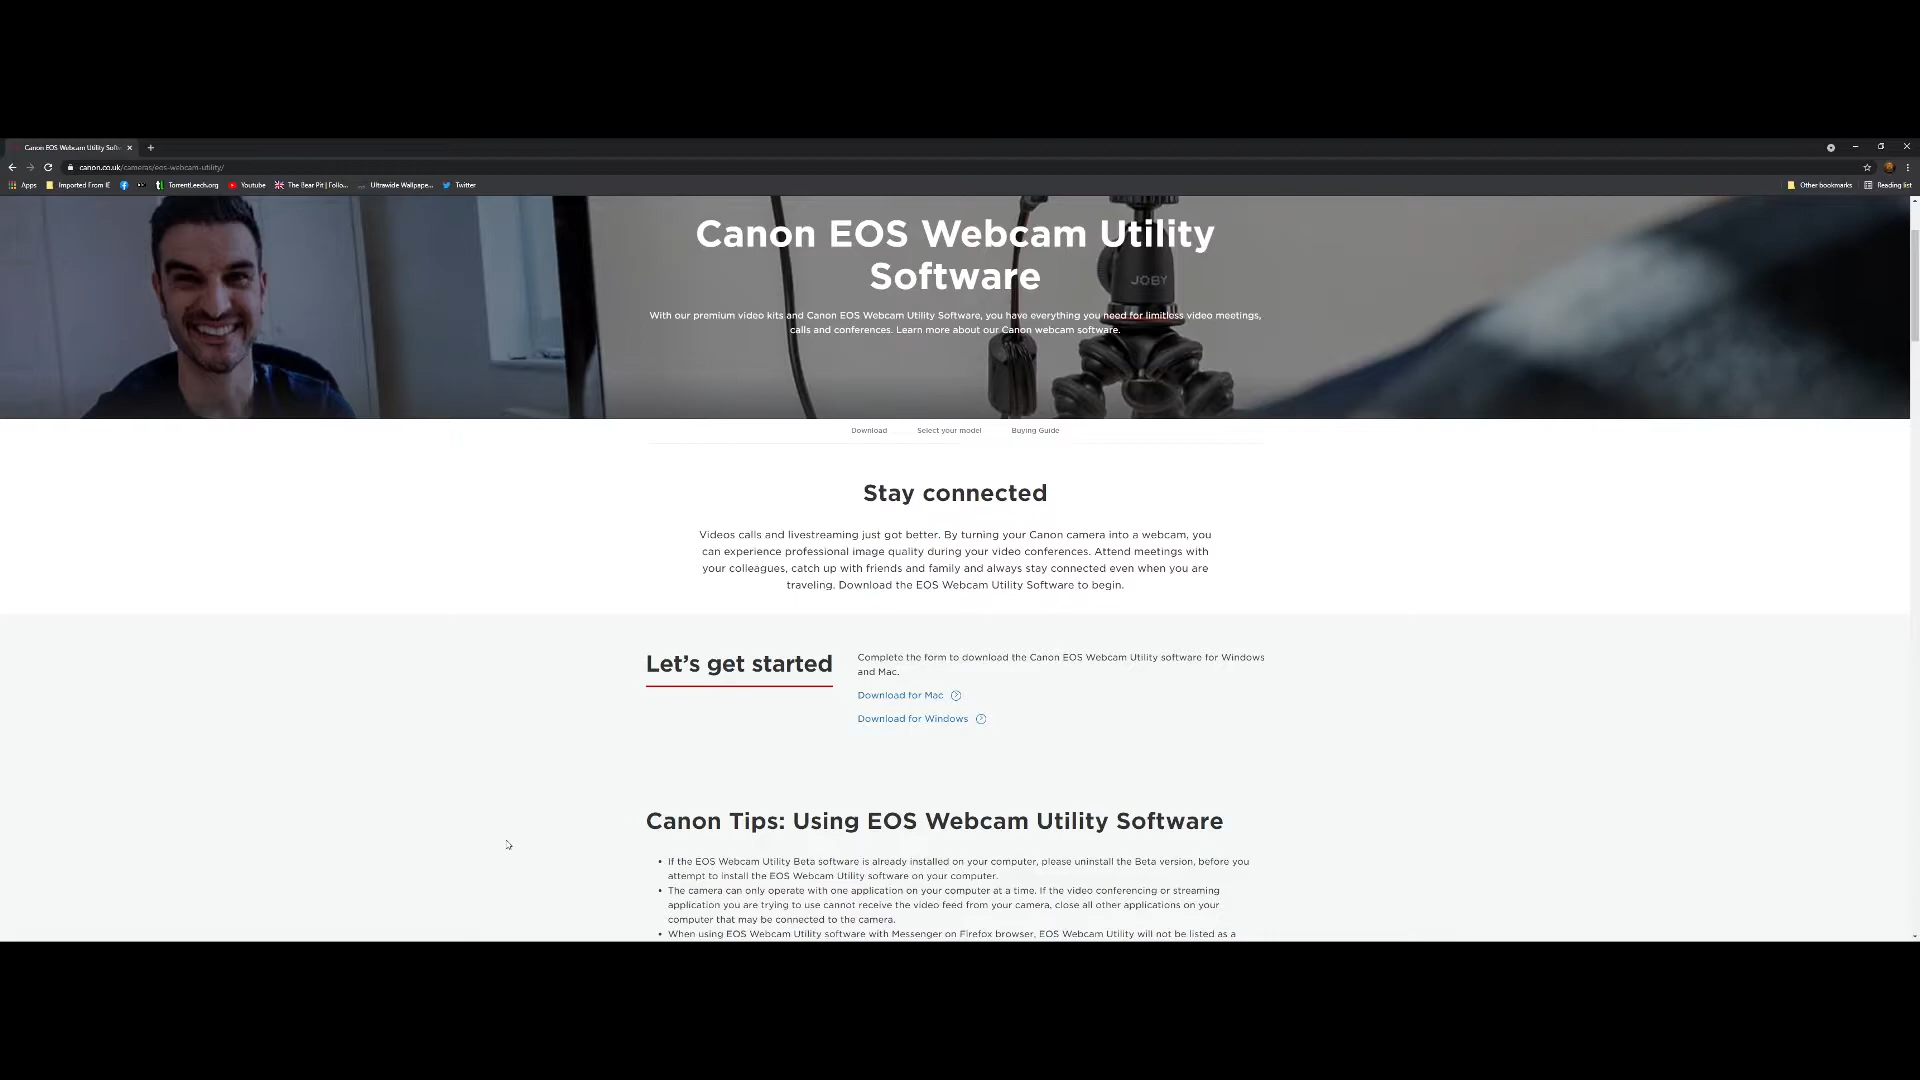 Canon EOS Webcam Utility Softw
canon.co.uk/cameras/eos-webcam-utility/
Apps
Imported From IE
TorrentLeech.org
Youtube
The Bear Pit | Follo...
Ultrawide Wallpape...
Twitter
Other bookmarks
Reading list
Canon EOS Webcam Utility
Software
JOBY
With our premium video kits and Canon EOS Webcam Utility Software, you have everything you need for limitless video meetings,
calls and conferences. Learn more about our Canon webcam software.
Download
Select your model
Buying Guide
Stay connected
Videos calls and livestreaming just got better. By turning your Canon camera into a webcam, you
can experience professional image quality during your video conferences. Attend meetings with
your colleagues, catch up with friends and family and always stay connected even when you are
traveling. Download the EOS Webcam Utility Software to begin.
Let's get started
Complete the form to download the Canon EOS Webcam Utility software for Windows
and Mac.
Download for Mac
Download for Windows
Canon Tips: Using EOS Webcam Utility Software
• If the EOS Webcam Utility Beta software is already installed on your computer, please uninstall the Beta version, before you
attempt to install the EOS Webcam Utility software on your computer.
• The camera can only operate with one application on your computer at a time. If the video conferencing or streaming
application you are trying to use cannot receive the video feed from your camera, close all other applications on your
computer that may be connected to the camera.
• When using EOS Webcam Utility software with Messenger on Firefox browser, EOS Webcam Utility will not be listed as a